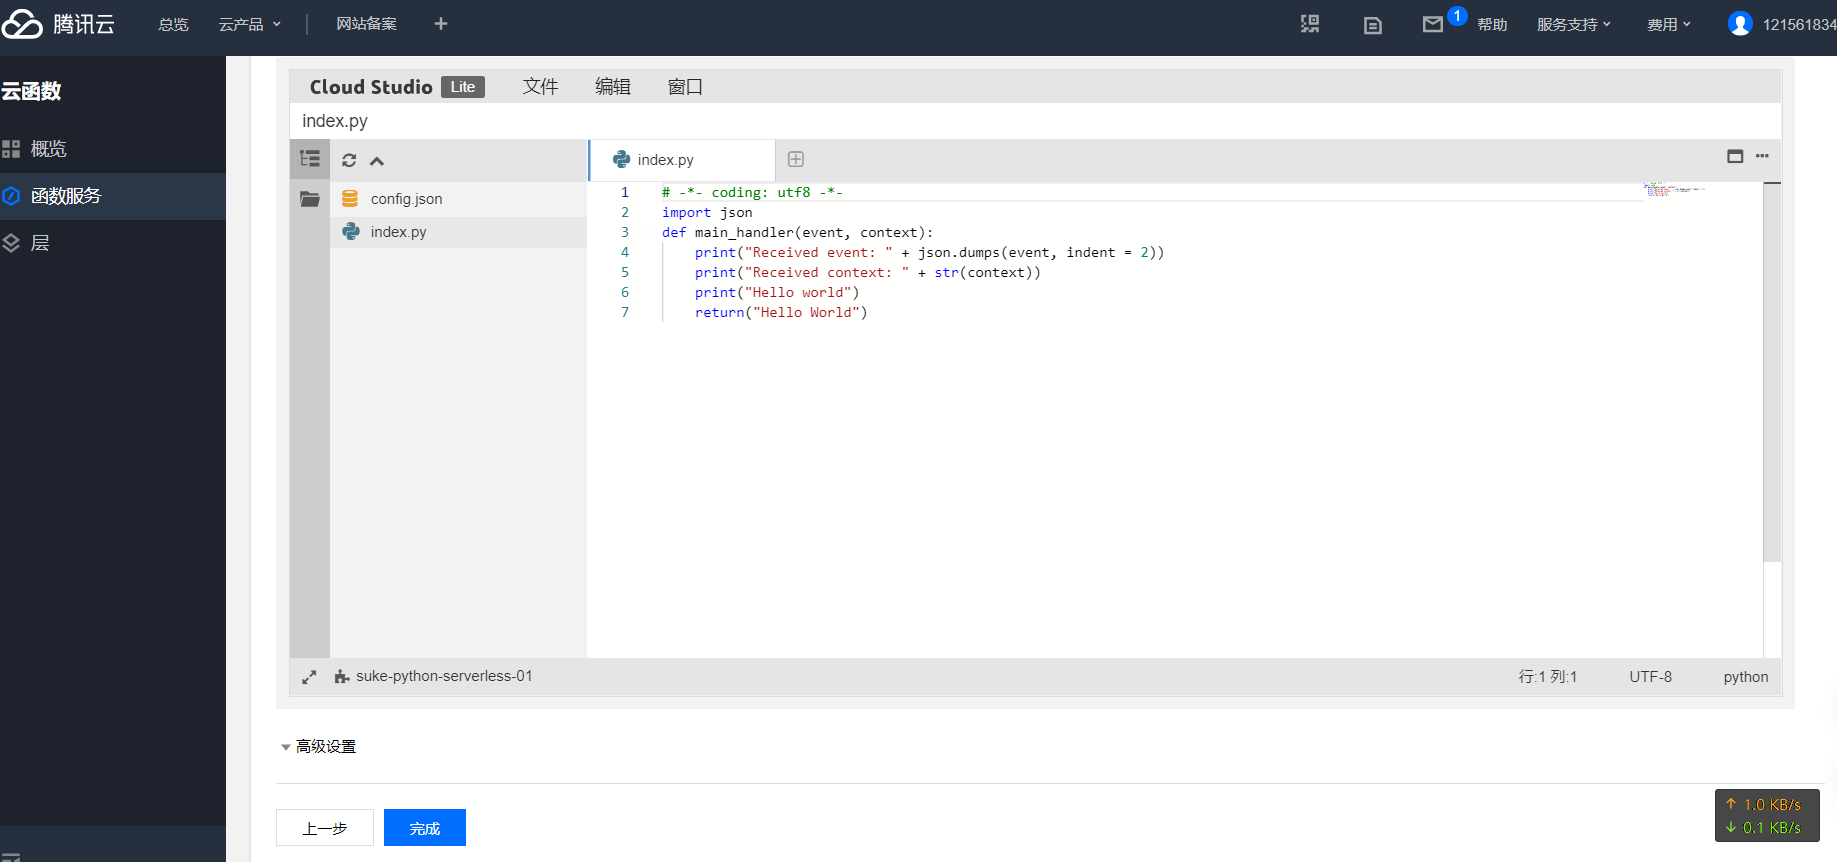 腾讯云 总览 云产品 网站备案 1 帮助 服务支持 费用 121561834
云函数
概览
函数服务
层
Cloud Studio Lite 文件 编辑 窗口
index.py
config.json
index.py
index.py
1 # -*- coding: utf8 -*-
2 import json
3 def main_handler(event, context):
4     print("Received event: " + json.dumps(event, indent = 2))
5     print("Received context: " + str(context))
6     print("Hello world")
7     return("Hello World")
suke-python-serverless-01 行:1 列:1 UTF-8 python
高级设置
上一步 完成
↑ 1.0 KB/s
↓ 0.1 KB/s